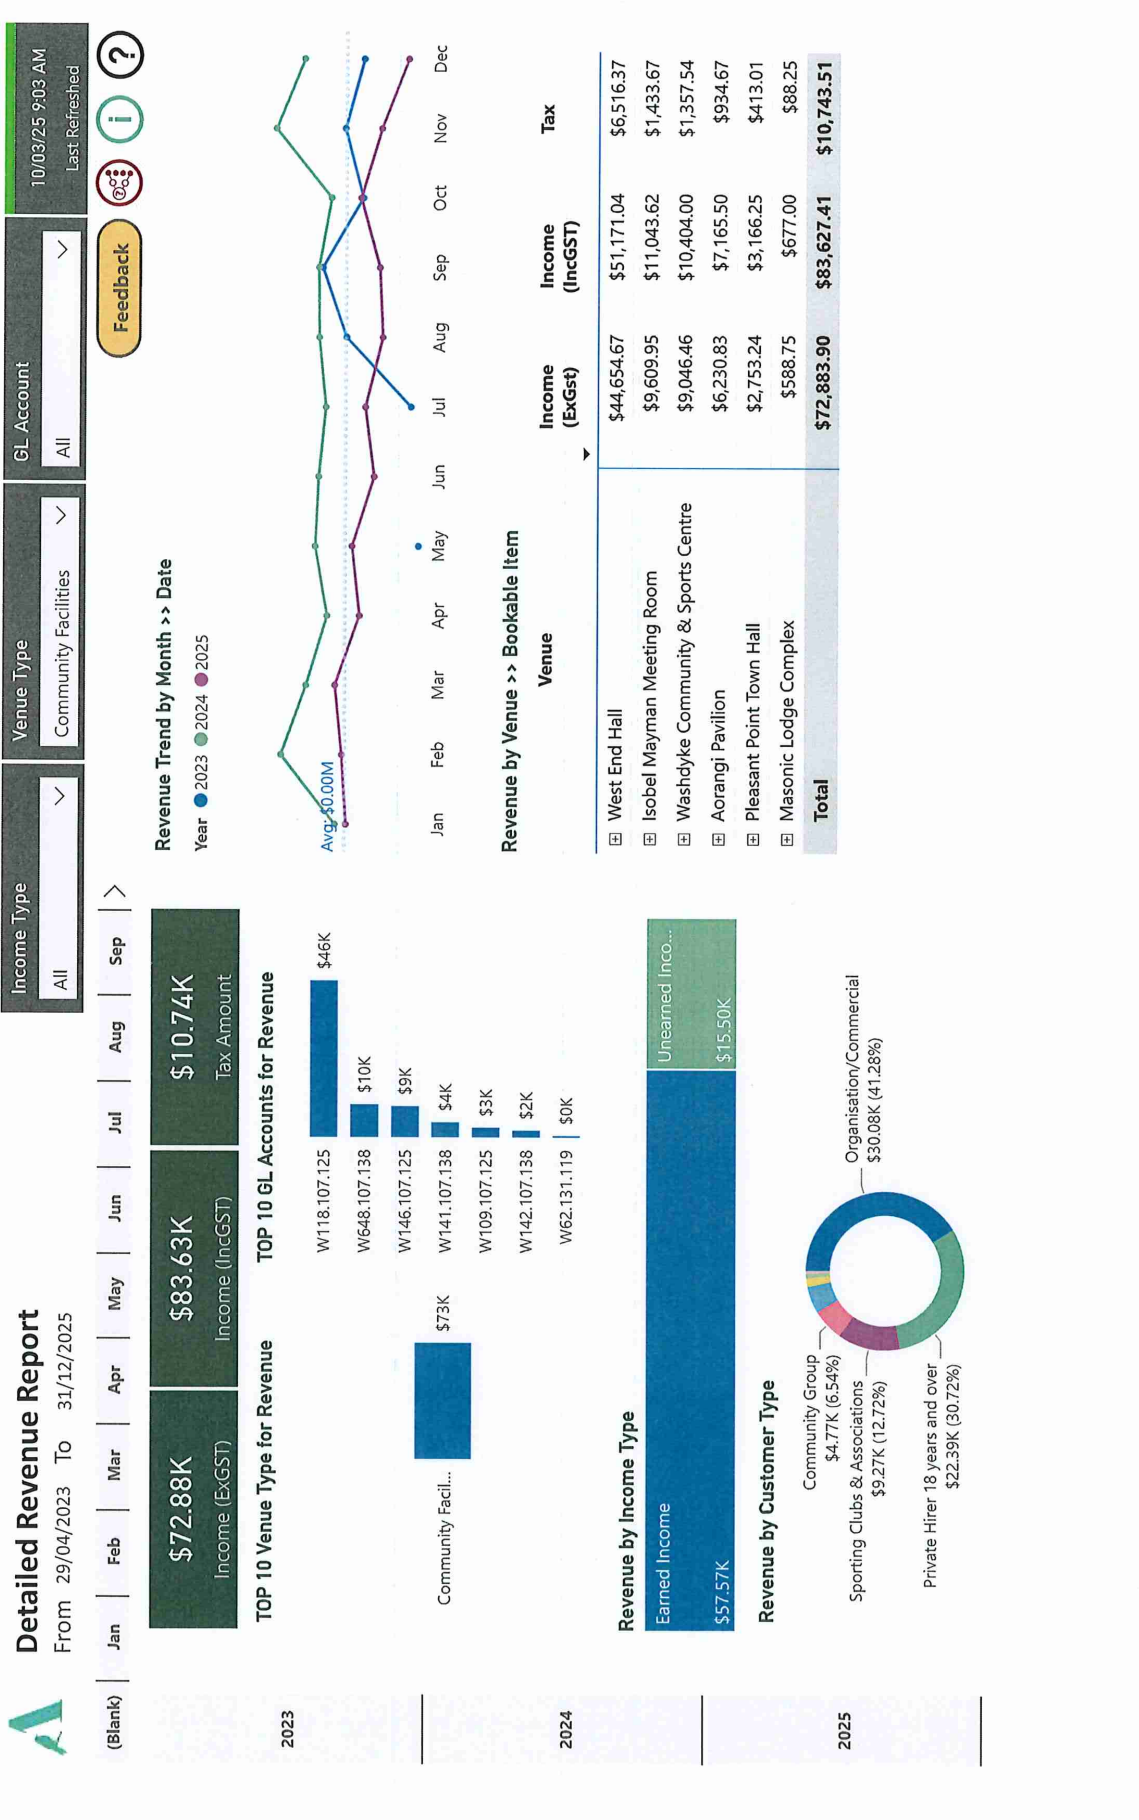 Detailed Revenue Report
From 29/04/2023 To 31/12/2025
Income Type
All
Venue Type
Community Facilities
GL Account
All
10/03/25 9:03 AM
Last Refreshed
(Blank) Jan Feb Mar Apr May Jun Jul Aug Sep
Feedback
2023
2024
2025
$72.88K
Income (ExGST)
$83.63K
Income (IncGST)
$10.74K
Tax Amount
TOP 10 Venue Type for Revenue
Community Facil...
$73K
TOP 10 GL Accounts for Revenue
W118.107.125 $46K
W648.107.138 $10K
W146.107.125 $9K
W141.107.138 $4K
W109.107.125 $3K
W142.107.138 $2K
W62.131.119 $0K
Revenue by Income Type
Earned Income
$57.57K
Unearned Inco...
$15.50K
Revenue by Customer Type
Community Group
$4.77K (6.54%)
Sporting Clubs & Associations
$9.27K (12.72%)
Private Hirer 18 years and over
$22.39K (30.72%)
Organisation/Commercial
$30.08K (41.28%)
Revenue Trend by Month >> Date
Year 2023 2024 2025
Avg: $0.00M
Jan Feb Mar Apr May Jun Jul Aug Sep Oct Nov Dec
Revenue by Venue >> Bookable Item
Venue Income (ExGst) Income (IncGST) Tax
West End Hall $44,654.67 $51,171.04 $6,516.37
Isobel Mayman Meeting Room $9,609.95 $11,043.62 $1,433.67
Washdyke Community & Sports Centre $9,046.46 $10,404.00 $1,357.54
Aorangi Pavilion $6,230.83 $7,165.50 $934.67
Pleasant Point Town Hall $2,753.24 $3,166.25 $413.01
Masonic Lodge Complex $588.75 $677.00 $88.25
Total $72,883.90 $83,627.41 $10,743.51